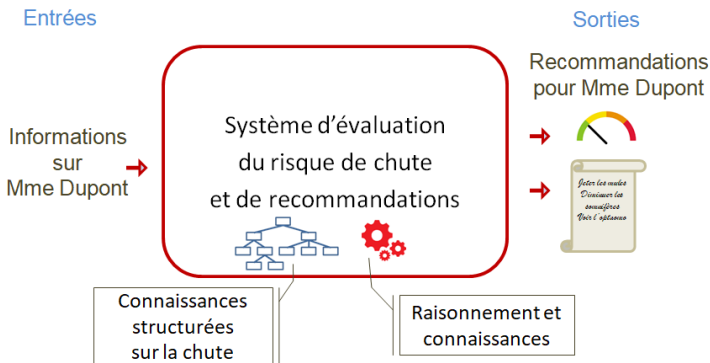 Entrées
Sorties
Recommandations
pour Mme Dupont
Informations
sur
Mme Dupont
Système d’évaluation
du risque de chute
et de recommandations
Jeter les mules
Diminuer les
somnifères
Voir l'optsomo
Connaissances
structurées
sur la chute
Raisonnement et
connaissances